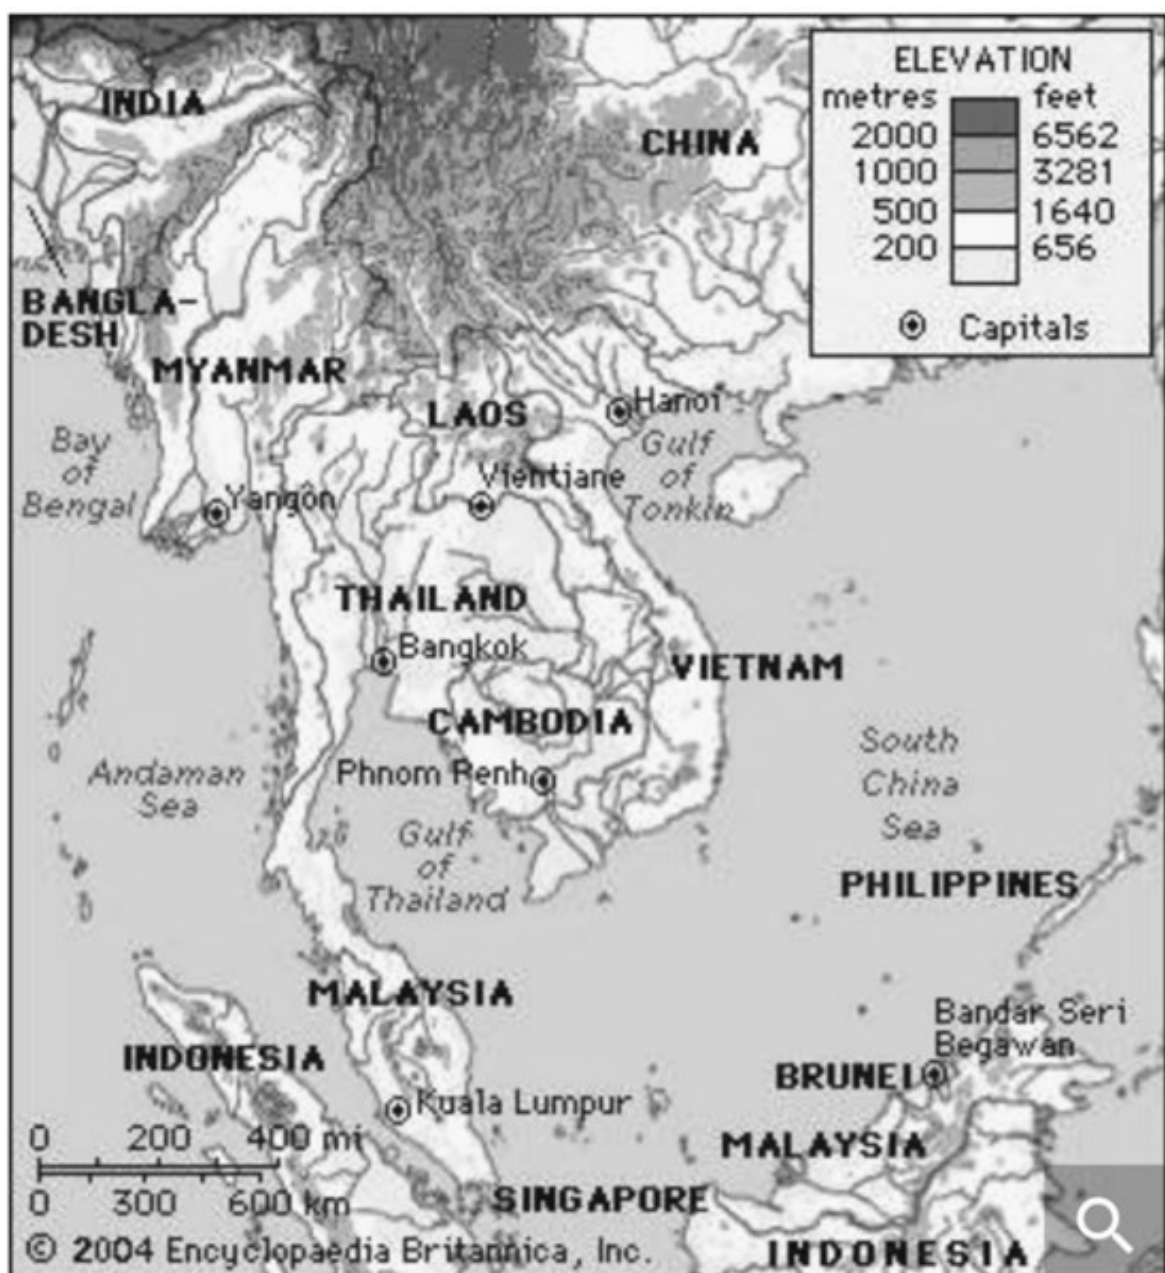 ELEVATION
metres feet
2000 6562
1000 3281
500 1640
200 656
Capitals
INDIA
CHINA
BANGLA-
DESH
MYANMAR
LAOS
Hanoi
Bay
of
Bengal
Gulf
of
Tonkin
Vientiane
Yangôn
THAILAND
Bangkok
VIETNAM
CAMBODIA
Phnom Penh
South
China
Sea
Andaman
Sea
Gulf
of
Thailand
PHILIPPINES
MALAYSIA
Bandar Seri
Begawan
INDONESIA
BRUNEI
Kuala Lumpur
0 200 400 mi
MALAYSIA
0 300 600 km
SINGAPORE
© 2004 Encyclopaedia Britannica, Inc.
INDONESIA